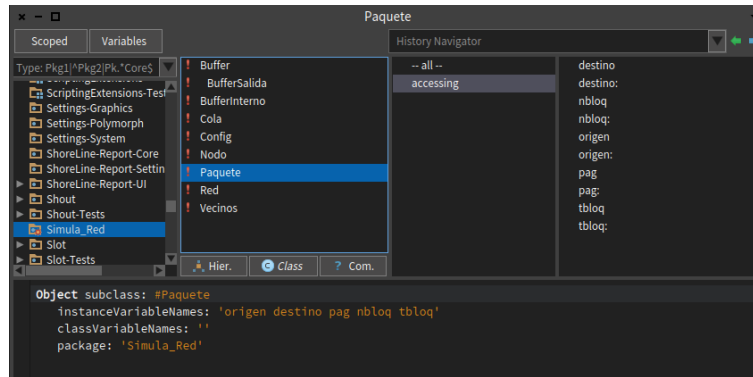 Paquete
Scoped
Variables
History Navigator
Type: Pkg1|^Pkg2|Pk.*Core$
ScriptingExtensions-Test
Settings-Graphics
Settings-Polymorph
Settings-System
ShoreLine-Report-Core
ShoreLine-Report-Settin
ShoreLine-Report-UI
Shout
Shout-Tests
Simula_Red
Slot
Slot-Tests
! Buffer
BufferSalida
! BufferInterno
! Cola
! Config
! Nodo
! Paquete
! Red
! Vecinos
Hier.
C Class
? Com.
-- all --
accessing
destino
destino:
nbloq
nbloq:
origen
origen:
pag
pag:
tbloq
tbloq:
Object subclass: #Paquete
instanceVariableNames: 'origen destino pag nbloq tbloq'
classVariableNames: ''
package: 'Simula_Red'